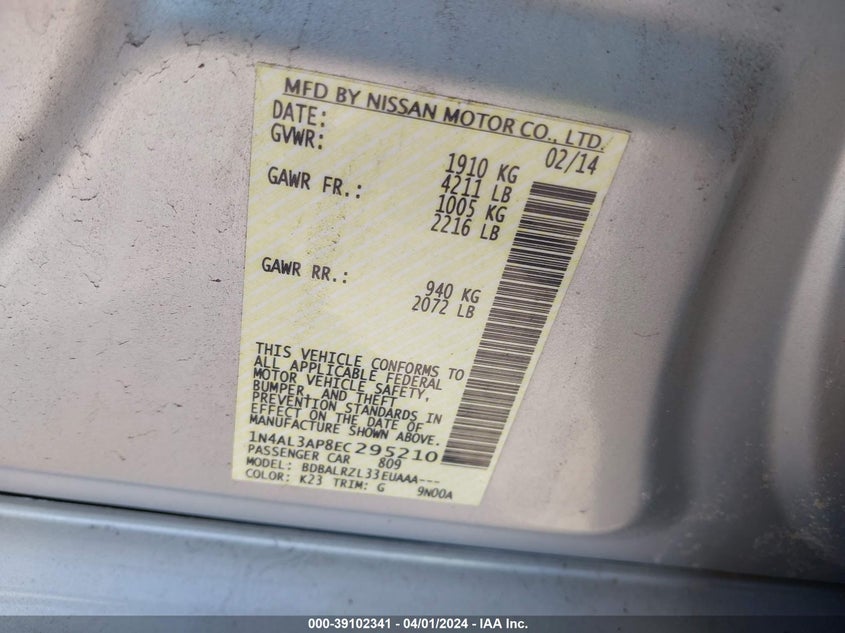 MFD BY NISSAN MOTOR CO., LTD.
DATE: 02/14
GVWR: 1910 KG
4211 LB
GAWR FR.: 1005 KG
2216 LB
GAWR RR.: 940 KG
2072 LB
THIS VEHICLE CONFORMS TO
ALL APPLICABLE FEDERAL
MOTOR VEHICLE SAFETY,
BUMPER, AND THEFT
PREVENTION STANDARDS IN
EFFECT ON THE DATE OF
MANUFACTURE SHOWN ABOVE.
1N4AL3AP8EC295210
PASSENGER CAR 809
MODEL: BDBALRZL33EUAAA---
COLOR: K23 TRIM: G 9N00A
000-39102341 - 04/01/2024 - IAA Inc.